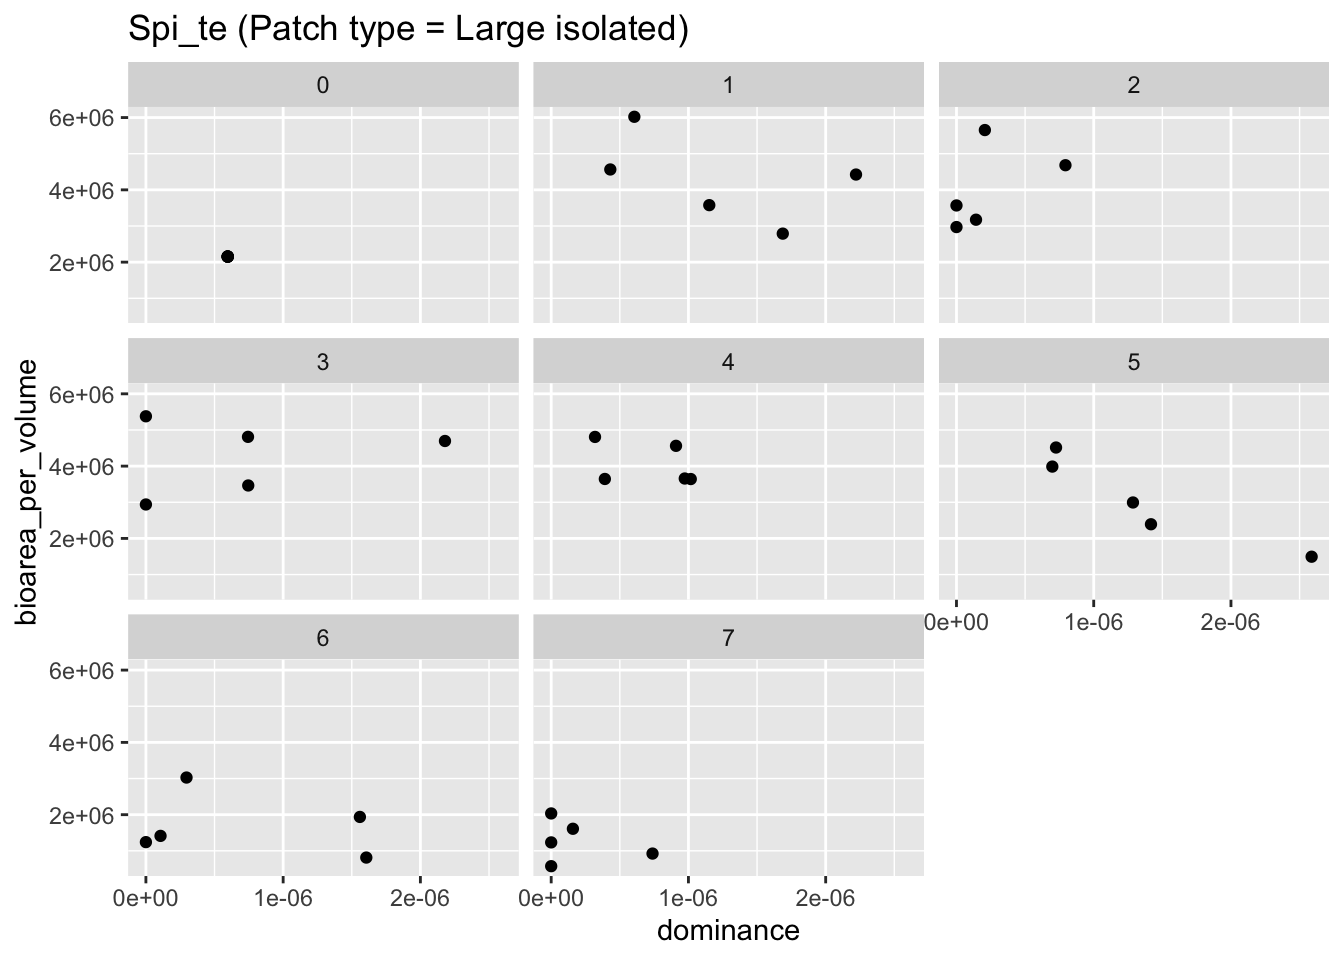 Spi_te (Patch type = Large isolated)
0
1
2
6e+06
4e+06
2e+06
3
4
5
6e+06
4e+06
2e+06
0e+00 1e-06 2e-06
6
7
6e+06
4e+06
2e+06
0e+00 1e-06 2e-06
0e+00 1e-06 2e-06
dominance
bioarea_per_volume